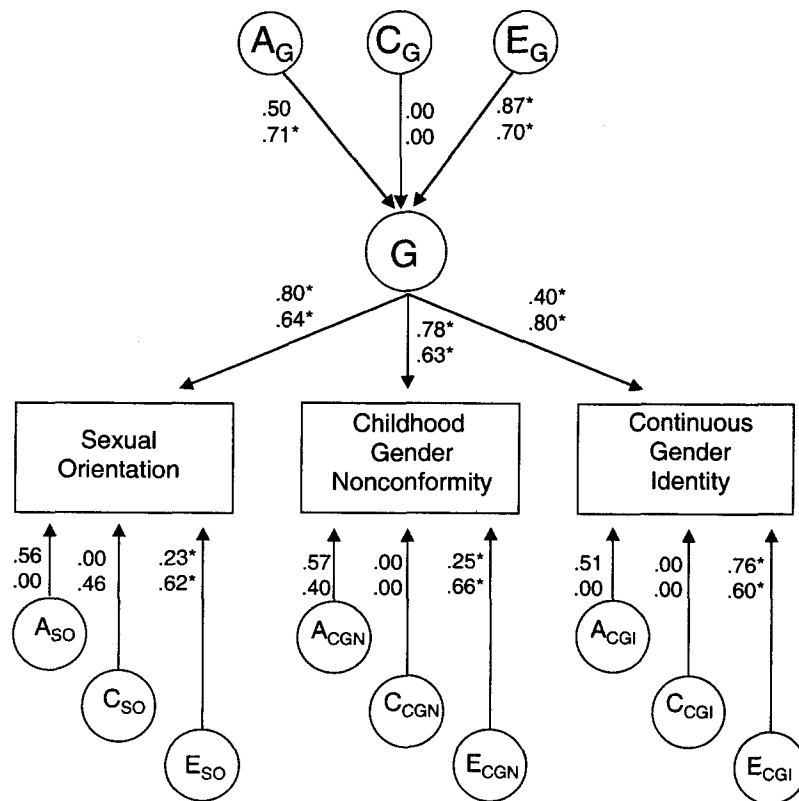 A_G C_G E_G
.50 .00 .87*
.71* .00 .70*
G
.80* .78* .40*
.64* .63* .80*
Sexual
Orientation
Childhood
Gender
Nonconformity
Continuous
Gender
Identity
.56 .00 .23* .57 .00 .25* .51 .00 .76*
.00 .46 .62* .40 .00 .66* .00 .00 .60*
A_SO A_CGN A_CGI
C_SO C_CGN C_CGI
E_SO E_CGN E_CGI